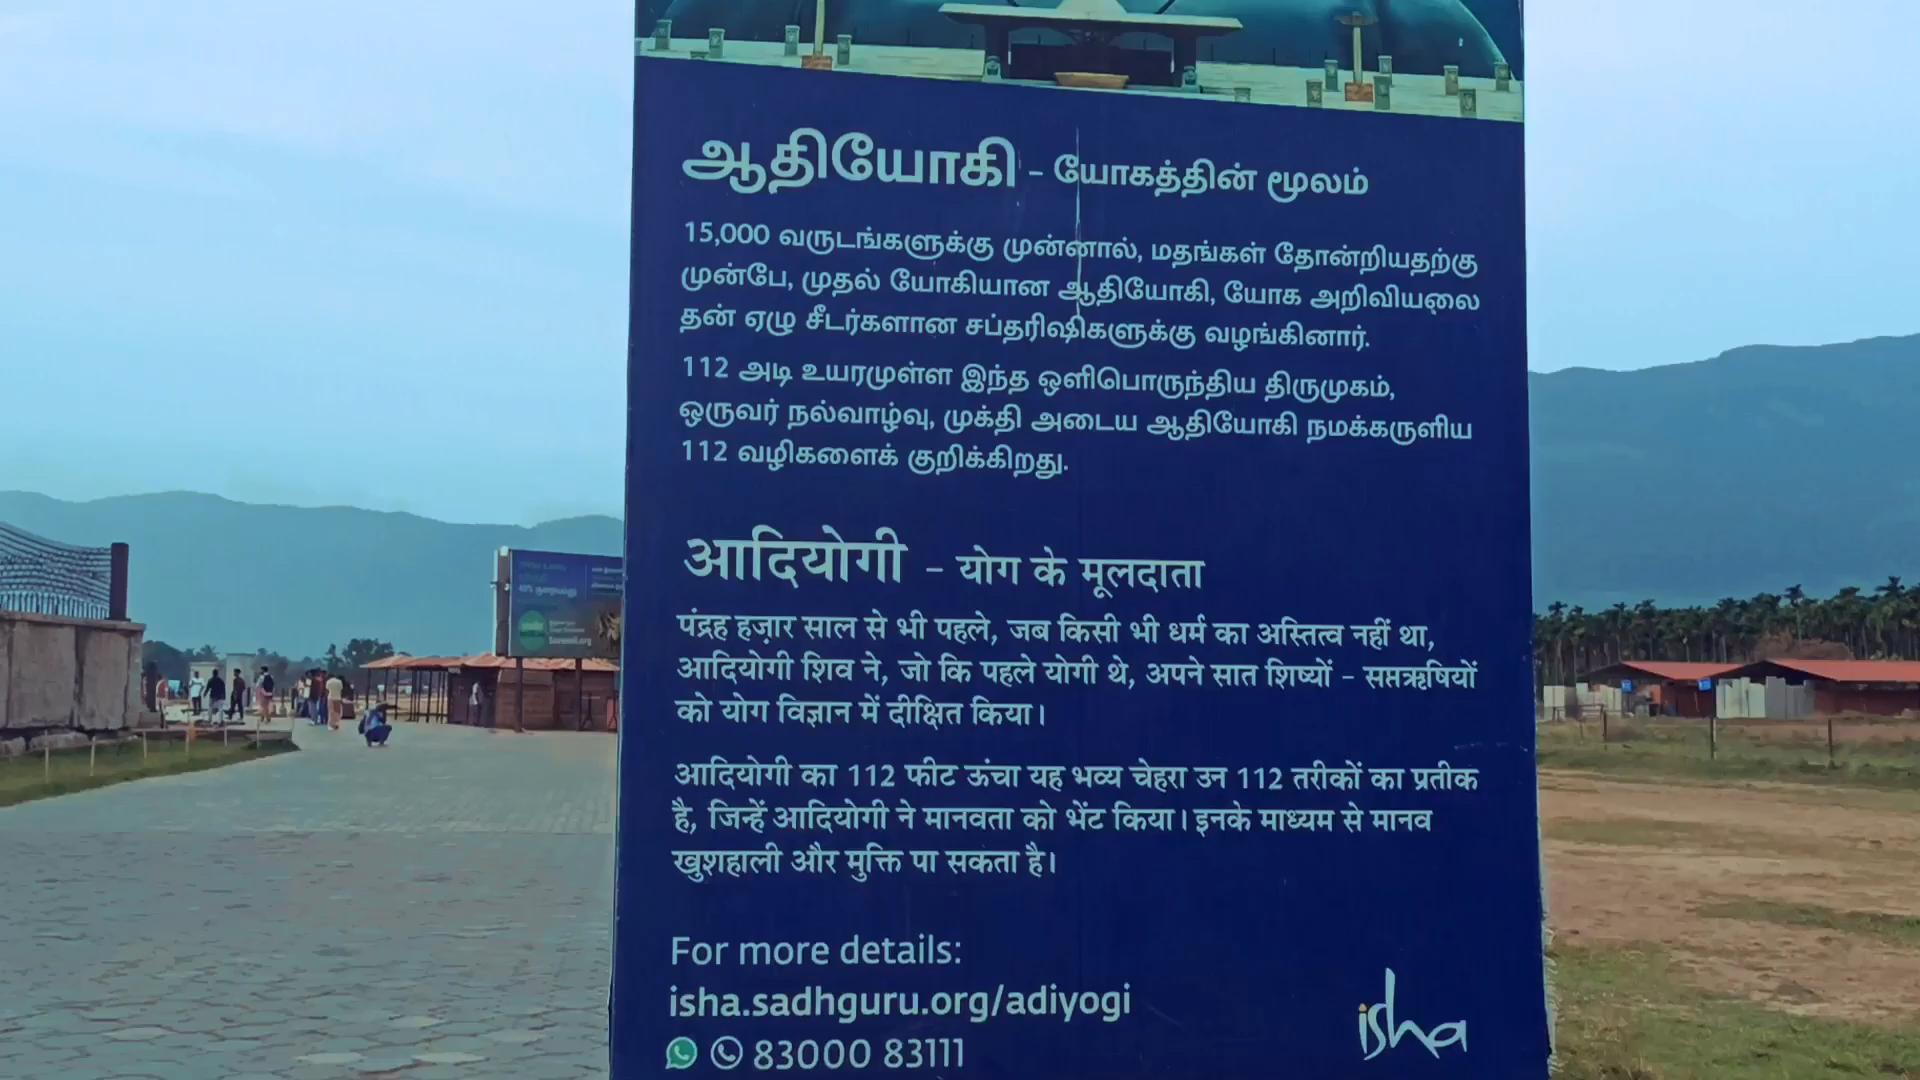 ஆதியோகி – யோகத்தின் மூலம்
15,000 வருடங்களுக்கு முன்னால், மதங்கள் தோன்றியதற்கு
முன்பே, முதல் யோகியான ஆதியோகி, யோக அறிவியலை
தன் ஏழு சீடர்களான சப்தரிஷிகளுக்கு வழங்கினார்.
112 அடி உயரமுள்ள இந்த ஒளிபொருந்திய திருமுகம்,
ஒருவர் நல்வாழ்வு, முக்தி அடைய ஆதியோகி நமக்கருளிய
112 வழிகளைக் குறிக்கிறது.
आदियोगी – योग के मूलदाता
पंद्रह हज़ार साल से भी पहले, जब किसी भी धर्म का अस्तित्व नहीं था,
आदियोगी शिव ने, जो कि पहले योगी थे, अपने सात शिष्यों – सप्तऋषियों
को योग विज्ञान में दीक्षित किया।
आदियोगी का 112 फीट ऊंचा यह भव्य चेहरा उन 112 तरीकों का प्रतीक
है, जिन्हें आदियोगी ने मानवता को भेंट किया। इनके माध्यम से मानव
खुशहाली और मुक्ति पा सकता है।
For more details:
isha.sadhguru.org/adiyogi
83000 83111
isha